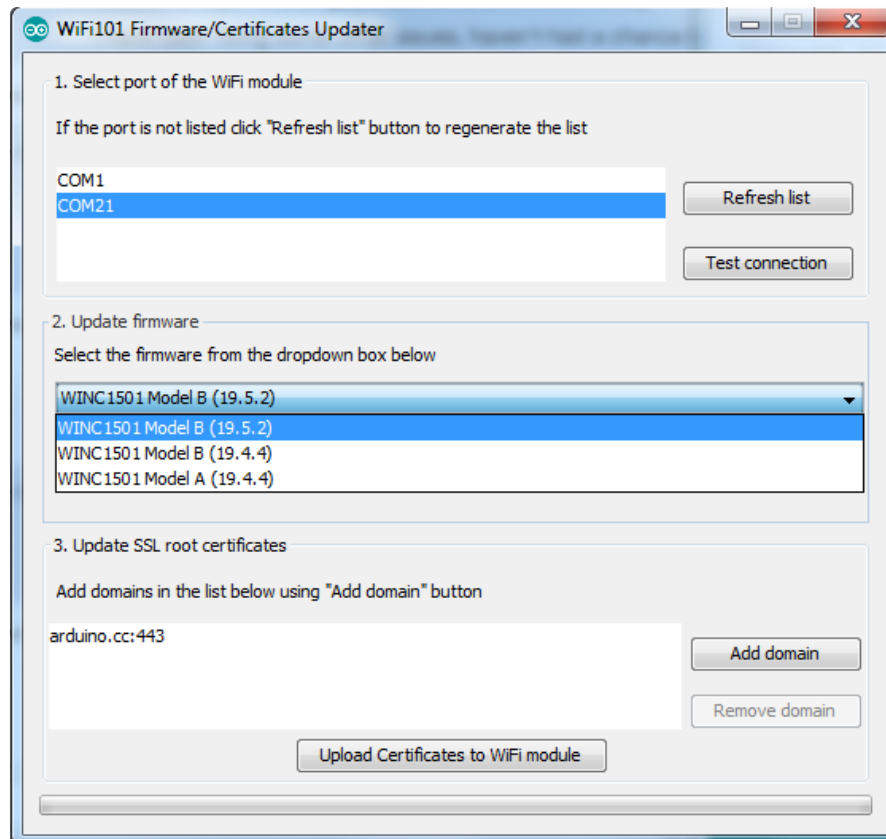 WiFi101 Firmware/Certificates Updater
1. Select port of the WiFi module
If the port is not listed click "Refresh list" button to regenerate the list
COM1
COM21
Refresh list
Test connection
2. Update firmware
Select the firmware from the dropdown box below
WINC1501 Model B (19.5.2)
WINC1501 Model B (19.5.2)
WINC1501 Model B (19.4.4)
WINC1501 Model A (19.4.4)
3. Update SSL root certificates
Add domains in the list below using "Add domain" button
arduino.cc:443
Add domain
Remove domain
Upload Certificates to WiFi module